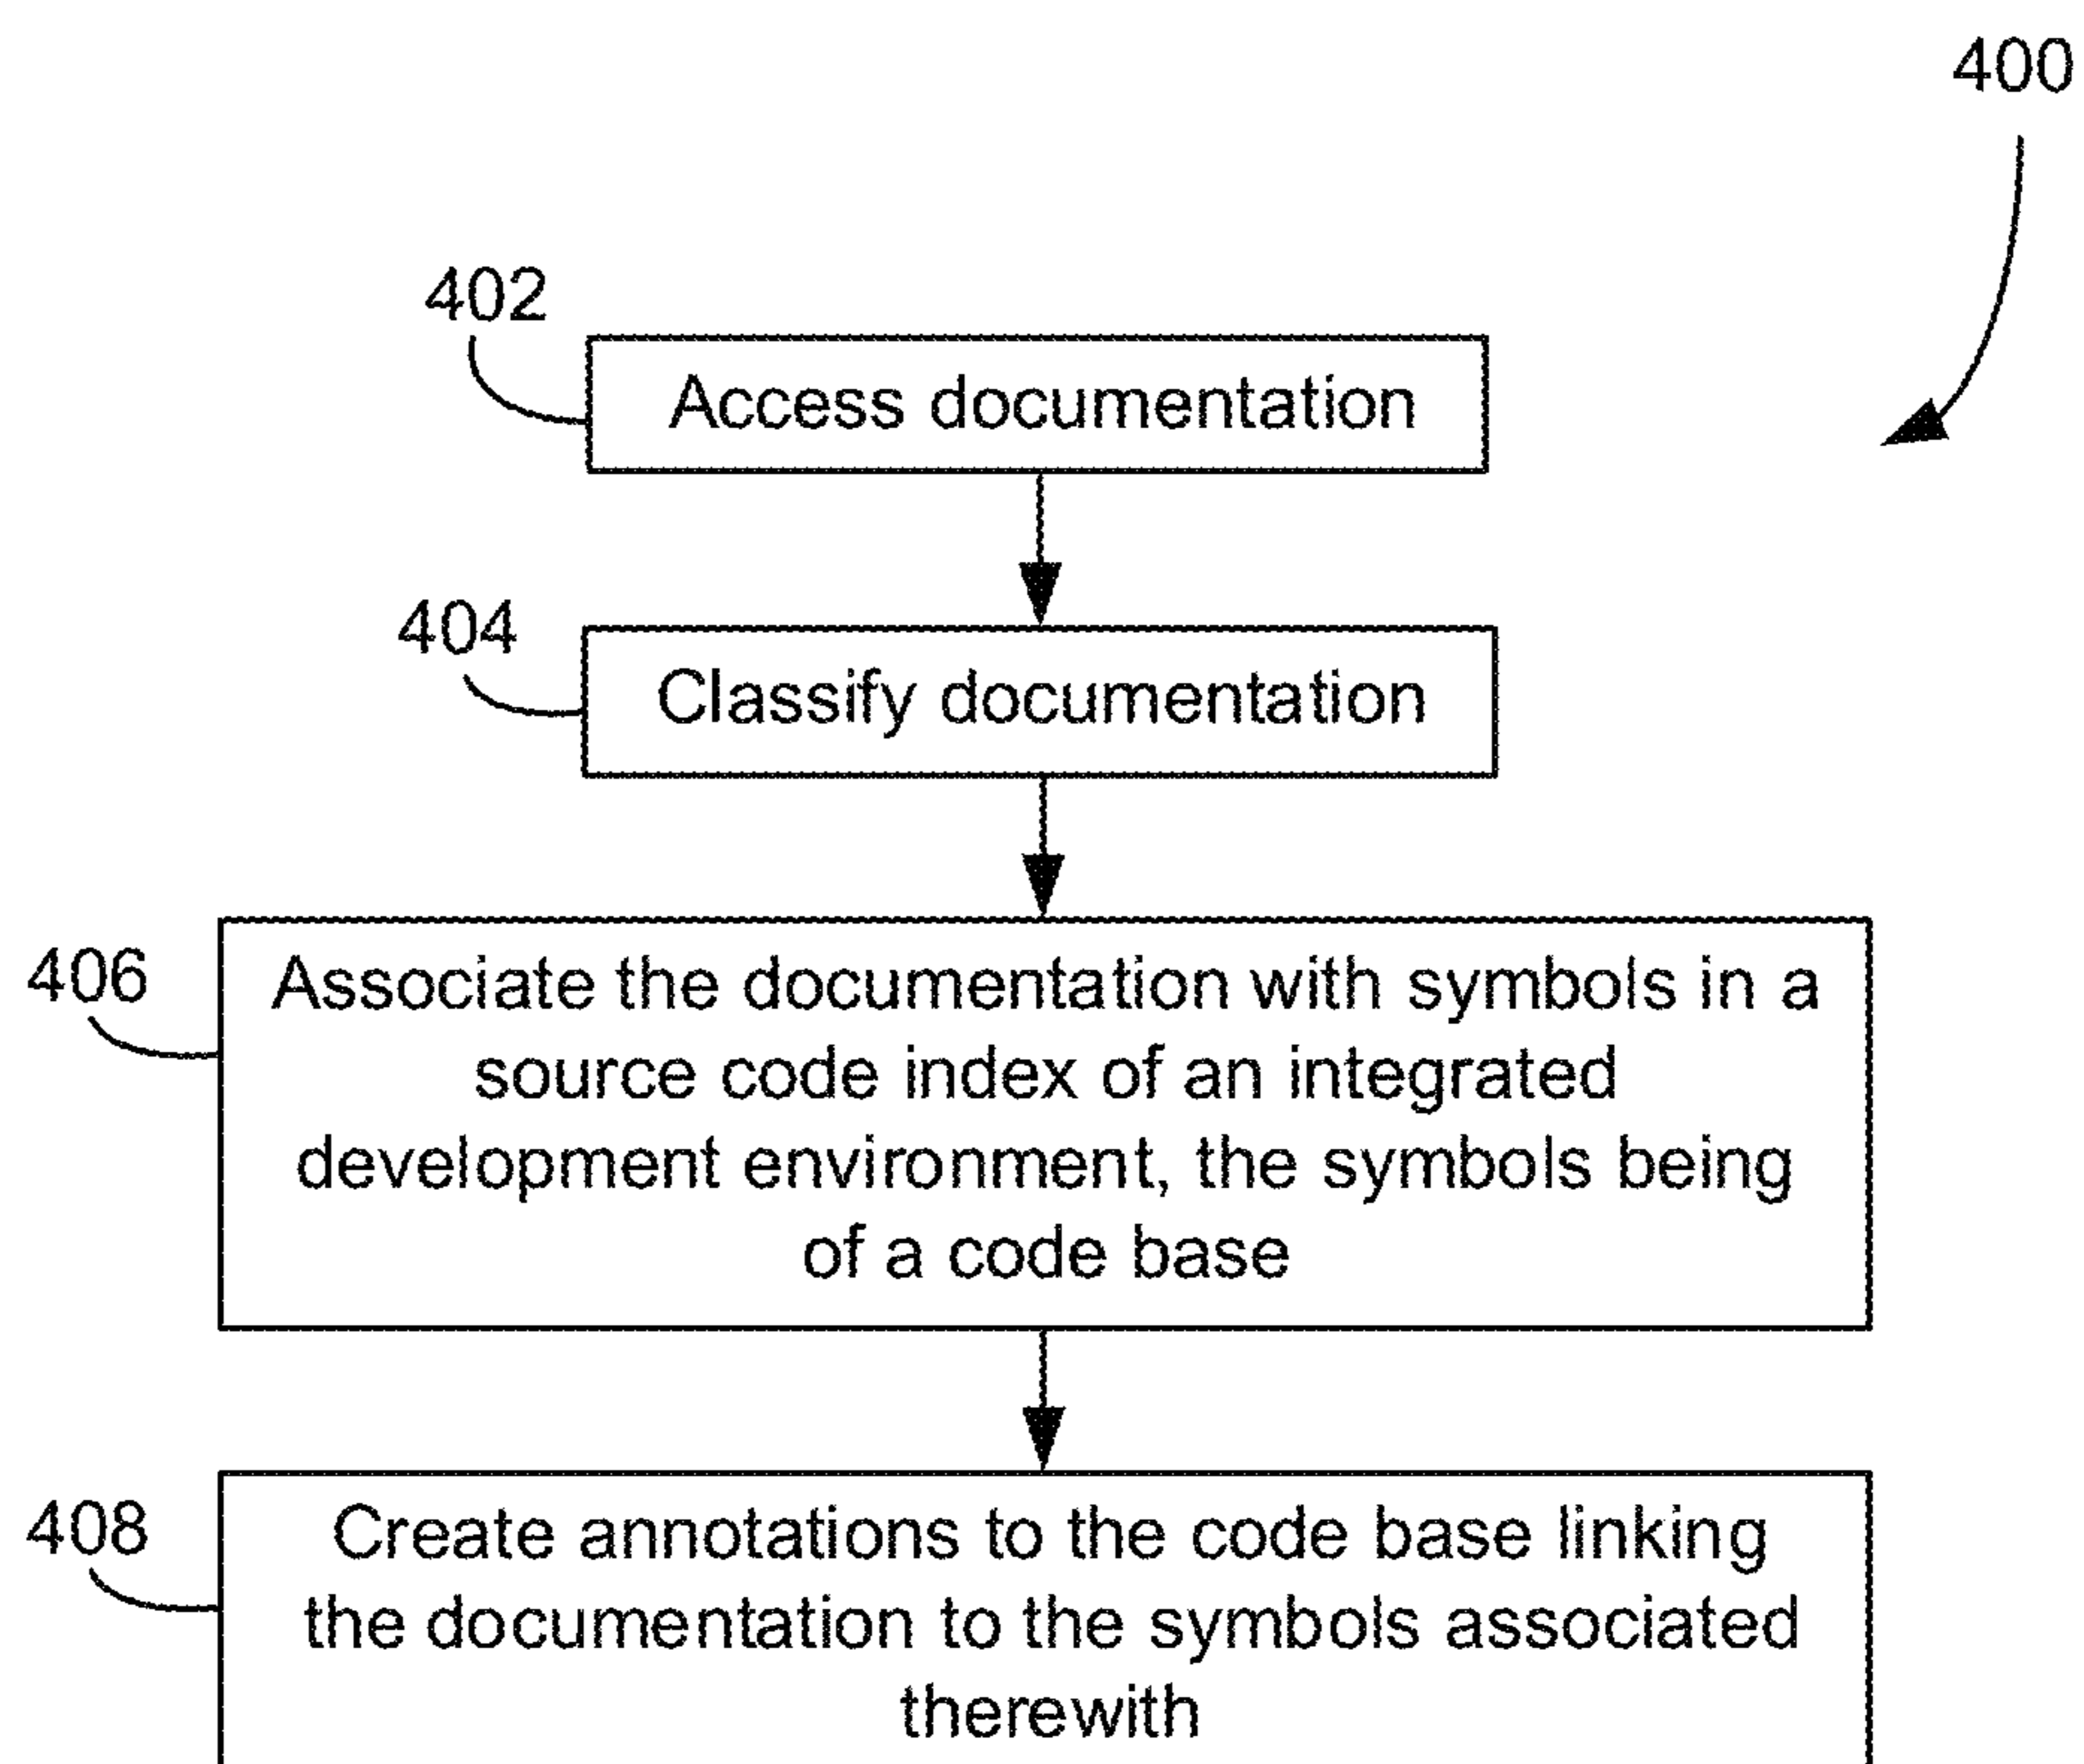 400
402
Access documentation
404
Classify documentation
406
Associate the documentation with symbols in a
source code index of an integrated
development environment, the symbols being
of a code base
408
Create annotations to the code base linking
the documentation to the symbols associated
therewith